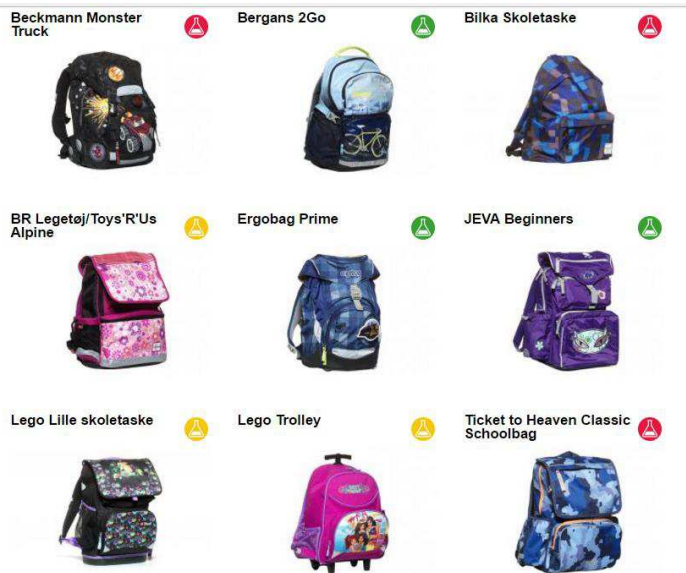 Beckmann Monster
Truck
Bergans 2Go
Bilka Skoletaske
BR Legetøj/Toys'R'Us
Alpine
Ergobag Prime
JEVA Beginners
Lego Lille skoletaske
Lego Trolley
Ticket to Heaven Classic
Schoolbag